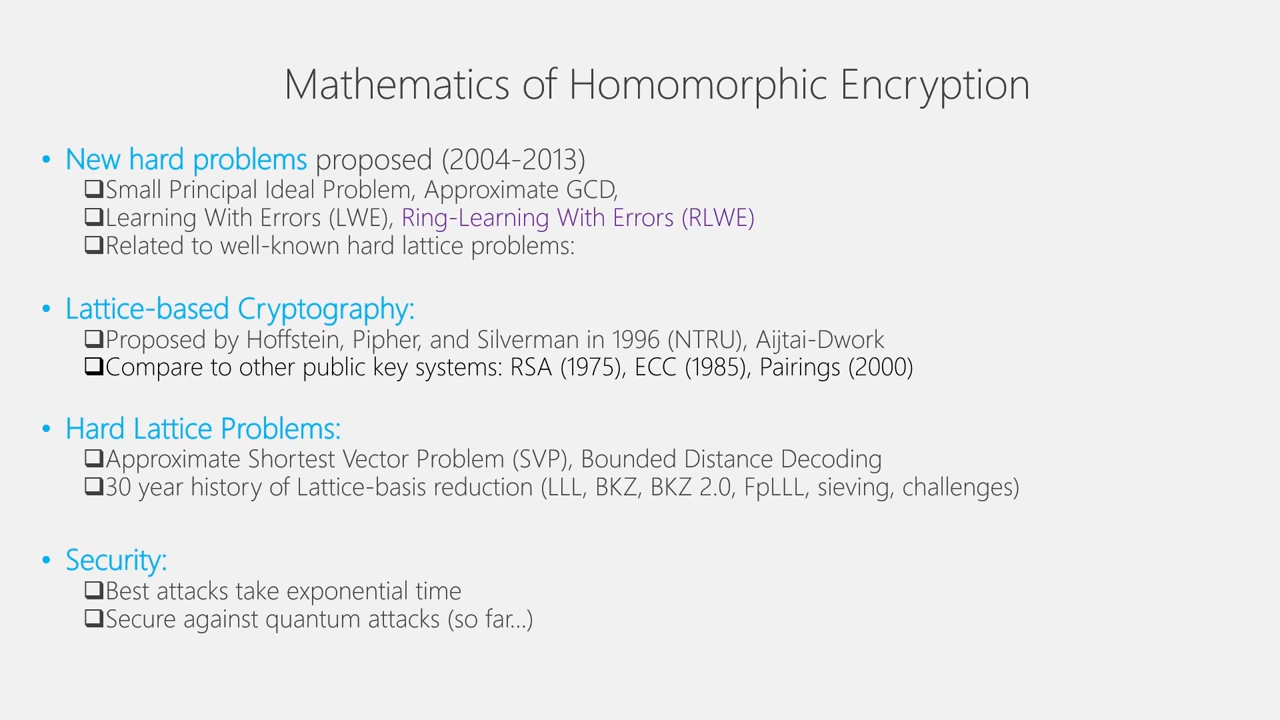 Mathematics of Homomorphic Encryption
• New hard problems proposed (2004-2013)
❑Small Principal Ideal Problem, Approximate GCD,
❑Learning With Errors (LWE), Ring-Learning With Errors (RLWE)
❑Related to well-known hard lattice problems:
• Lattice-based Cryptography:
❑Proposed by Hoffstein, Pipher, and Silverman in 1996 (NTRU), Aijtai-Dwork
❑Compare to other public key systems: RSA (1975), ECC (1985), Pairings (2000)
• Hard Lattice Problems:
❑Approximate Shortest Vector Problem (SVP), Bounded Distance Decoding
❑30 year history of Lattice-basis reduction (LLL, BKZ, BKZ 2.0, FpLLL, sieving, challenges)
• Security:
❑Best attacks take exponential time
❑Secure against quantum attacks (so far…)